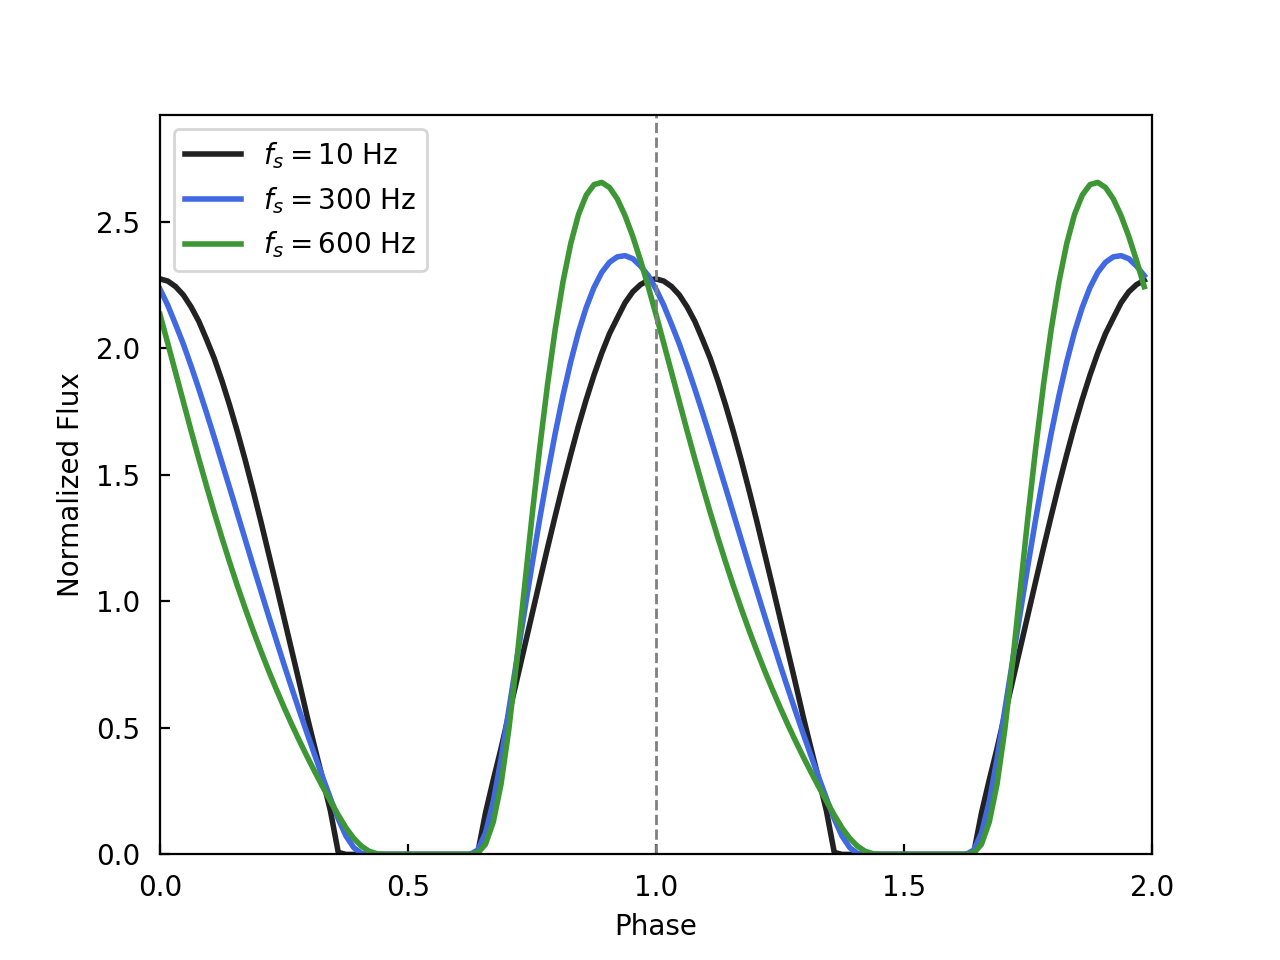 f_s = 10 Hz
f_s = 300 Hz
f_s = 600 Hz
2.5
2.0
1.5
1.0
0.5
0.0
Normalized Flux
0.0 0.5 1.0 1.5 2.0
Phase